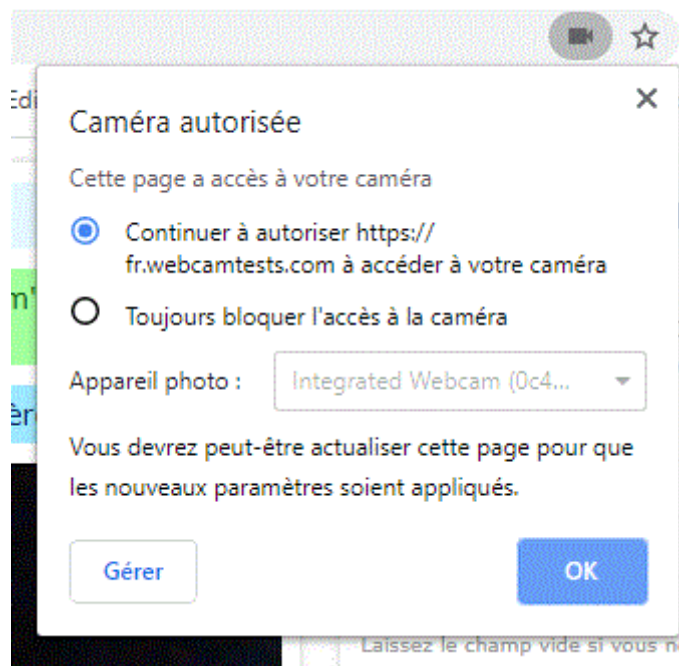 Edi
Caméra autorisée
Cette page a accès à votre caméra
Continuer à autoriser https://
fr.webcamtests.com à accéder à votre caméra
m'
Toujours bloquer l'accès à la caméra
Appareil photo :
Integrated Webcam (0c4...
èr
Vous devrez peut-être actualiser cette page pour que
les nouveaux paramètres soient appliqués.
Gérer
OK
Laissez le champ vide si vous n